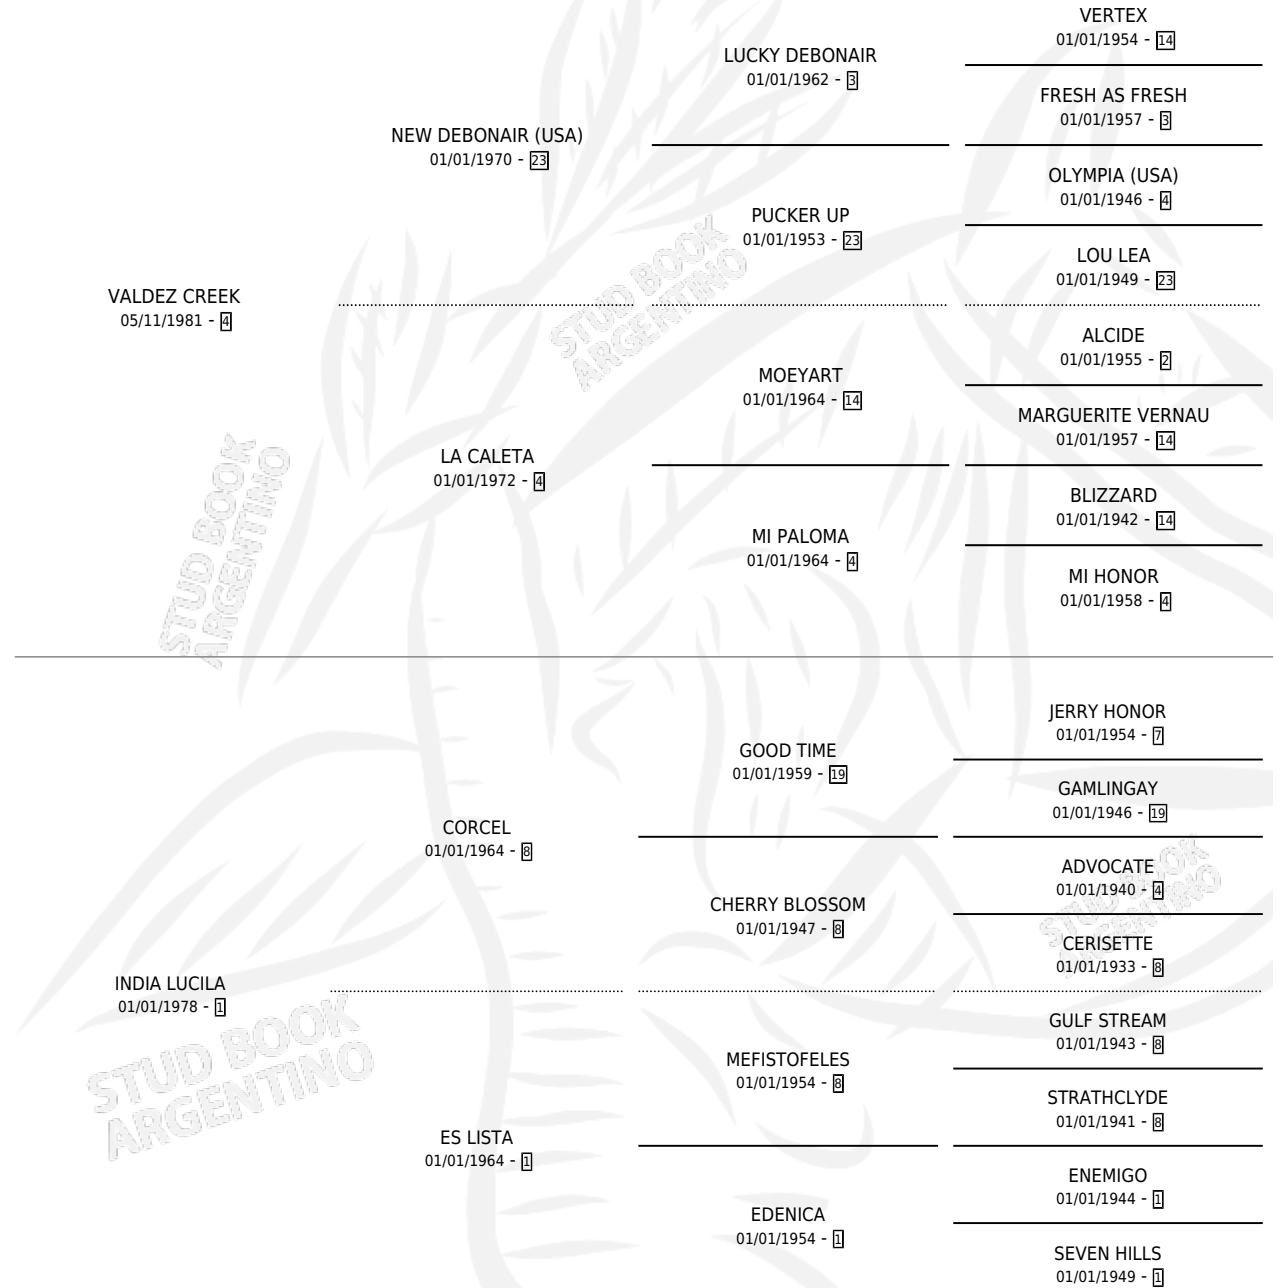 VERTEX
01/01/1954 - 14
LUCKY DEBONAIR
01/01/1962 - 3
FRESH AS FRESH
01/01/1957 - 3
NEW DEBONAIR (USA)
01/01/1970 - 23
OLYMPIA (USA)
01/01/1946 - 4
PUCKER UP
01/01/1953 - 23
LOU LEA
01/01/1949 - 23
VALDEZ CREEK
05/11/1981 - 4
ALCIDE
01/01/1955 - 2
MOEYART
01/01/1964 - 14
MARGUERITE VERNAU
01/01/1957 - 14
LA CALETA
01/01/1972 - 4
BLIZZARD
01/01/1942 - 14
MI PALOMA
01/01/1964 - 4
MI HONOR
01/01/1958 - 4
JERRY HONOR
01/01/1954 - 7
GOOD TIME
01/01/1959 - 19
GAMLINGAY
01/01/1946 - 19
CORCEL
01/01/1964 - 8
ADVOCATE
01/01/1940 - 4
CHERRY BLOSSOM
01/01/1947 - 8
CERISETTE
01/01/1933 - 8
INDIA LUCILA
01/01/1978 - 1
GULF STREAM
01/01/1943 - 8
MEFISTOFELES
01/01/1954 - 8
STRATHCLYDE
01/01/1941 - 8
ES LISTA
01/01/1964 - 1
ENEMIGO
01/01/1944 - 1
EDENICA
01/01/1954 - 1
SEVEN HILLS
01/01/1949 - 1
STUD BOOK
ARGENTINO
STUD BOOK
ARGENTINO
STUD BOOK
ARGENTINO
STUD BOOK
ARGENTINO